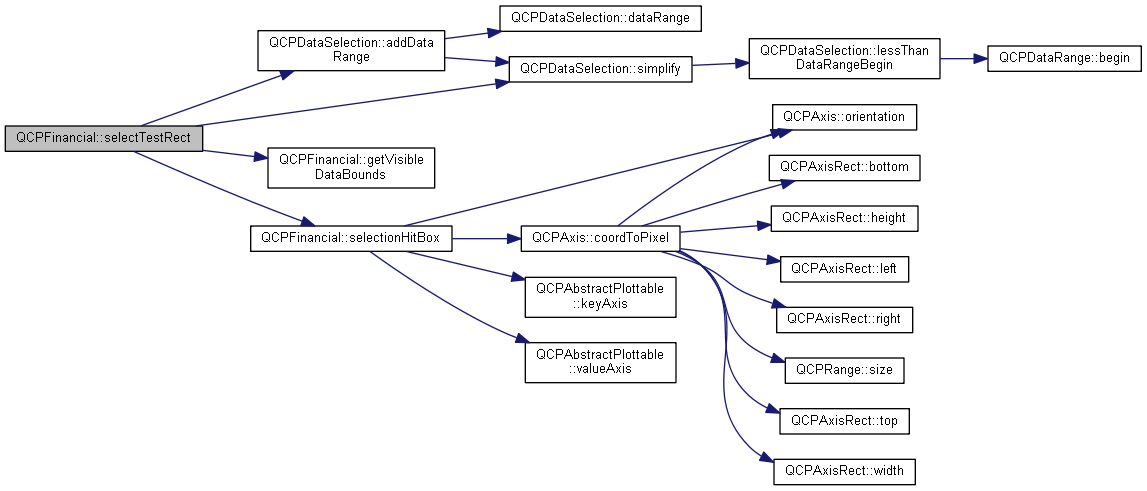 QCPFinancial::selectTestRect
QCPDataSelection::addData
Range
QCPFinancial::getVisible
DataBounds
QCPFinancial::selectionHitBox
QCPDataSelection::dataRange
QCPDataSelection::simplify
QCPAxis::coordToPixel
QCPAbstractPlottable
::keyAxis
QCPAbstractPlottable
::valueAxis
QCPDataSelection::lessThan
DataRangeBegin
QCPAxis::orientation
QCPAxisRect::bottom
QCPAxisRect::height
QCPAxisRect::left
QCPAxisRect::right
QCPRange::size
QCPAxisRect::top
QCPAxisRect::width
QCPDataRange::begin